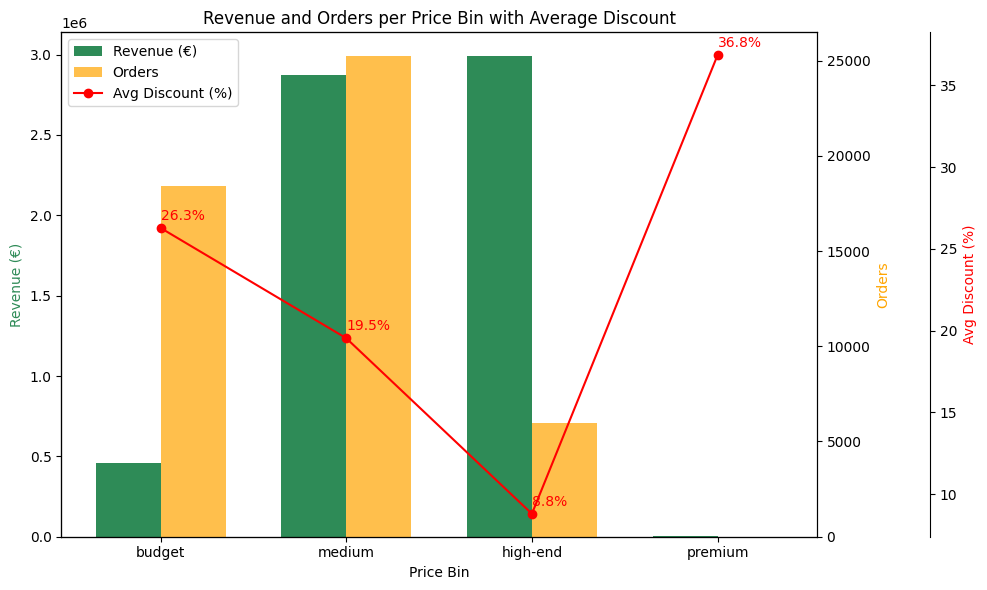 Revenue and Orders per Price Bin with Average Discount
1e6
Revenue (€)
Orders
Avg Discount (%)
3.0
2.5
2.0
1.5
1.0
0.5
0.0
Revenue (€)
26.3%
19.5%
8.8%
36.8%
budget medium high-end premium
Price Bin
25000
20000
15000
10000
5000
0
Orders
35
30
25
20
15
10
Avg Discount (%)